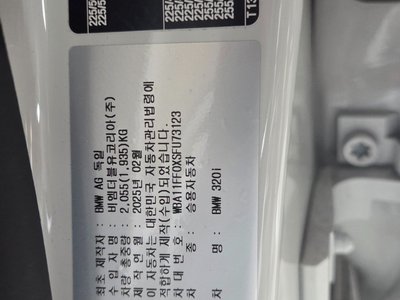 최초 제작자 : BMW AG 독일
수 입 자 명 : 비엠더블유코리아(주)
차량 총중량 : 2,055(1,935)KG
제 작 연 월 : 2025년 02월
이 자동차는 대한민국 자동차관리법령에
적합하게 제작(수입)되었습니다.
차 대 번 호 : WBA11FF0XSFU73123
차 종 : 승용자동차
차 명 : BMW 320i